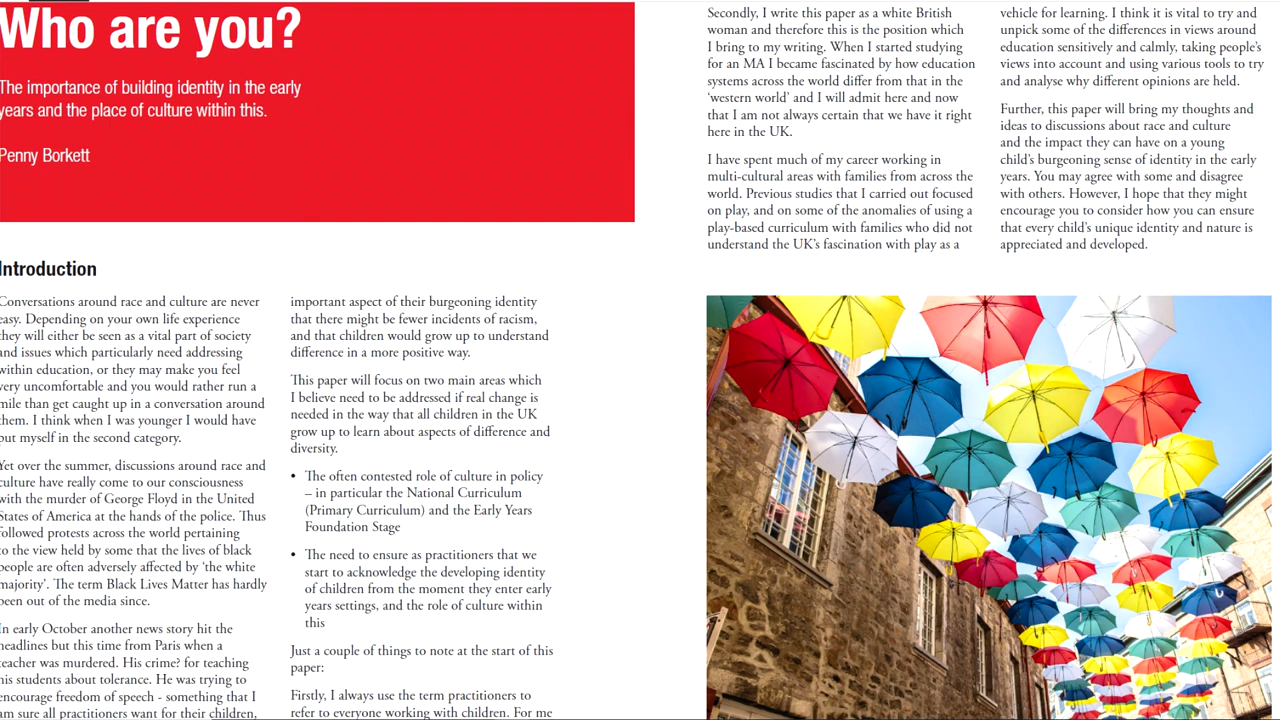 Who are you?
The importance of building identity in the early
years and the place of culture within this.
Penny Borkett
Introduction
Conversations around race and culture are never
easy. Depending on your own life experience
they will either be seen as a vital part of society
and issues which particularly need addressing
within education, or they may make you feel
very uncomfortable and you would rather run a
mile than get caught up in a conversation around
them. I think when I was younger I would have
put myself in the second category.
Yet over the summer, discussions around race and
culture have really come to our consciousness
with the murder of George Floyd in the United
States of America at the hands of the police. Thus
followed protests across the world pertaining
to the view held by some that the lives of black
people are often adversely affected by ‘the white
majority’. The term Black Lives Matter has hardly
been out of the media since.
In early October another news story hit the
headlines but this time from Paris when a
teacher was murdered. His crime? for teaching
his students about tolerance. He was trying to
encourage freedom of speech - something that I
am sure all practitioners want for their children,
important aspect of their burgeoning identity
that there might be fewer incidents of racism,
and that children would grow up to understand
difference in a more positive way.
This paper will focus on two main areas which
I believe need to be addressed if real change is
needed in the way that all children in the UK
grow up to learn about aspects of difference and
diversity.
• The often contested role of culture in policy
– in particular the National Curriculum
(Primary Curriculum) and the Early Years
Foundation Stage
• The need to ensure as practitioners that we
start to acknowledge the developing identity
of children from the moment they enter early
years settings, and the role of culture within
this
Just a couple of things to note at the start of this
paper:
Firstly, I always use the term practitioners to
refer to everyone working with children. For me
Secondly, I write this paper as a white British
woman and therefore this is the position which
I bring to my writing. When I started studying
for an MA I became fascinated by how education
systems across the world differ from that in the
‘western world’ and I will admit here and now
that I am not always certain that we have it right
here in the UK.
I have spent much of my career working in
multi-cultural areas with families from across the
world. Previous studies that I carried out focused
on play, and on some of the anomalies of using a
play-based curriculum with families who did not
understand the UK’s fascination with play as a
vehicle for learning. I think it is vital to try and
unpick some of the differences in views around
education sensitively and calmly, taking people’s
views into account and using various tools to try
and analyse why different opinions are held.
Further, this paper will bring my thoughts and
ideas to discussions about race and culture
and the impact they can have on a young
child’s burgeoning sense of identity in the early
years. You may agree with some and disagree
with others. However, I hope that they might
encourage you to consider how you can ensure
that every child’s unique identity and nature is
appreciated and developed.